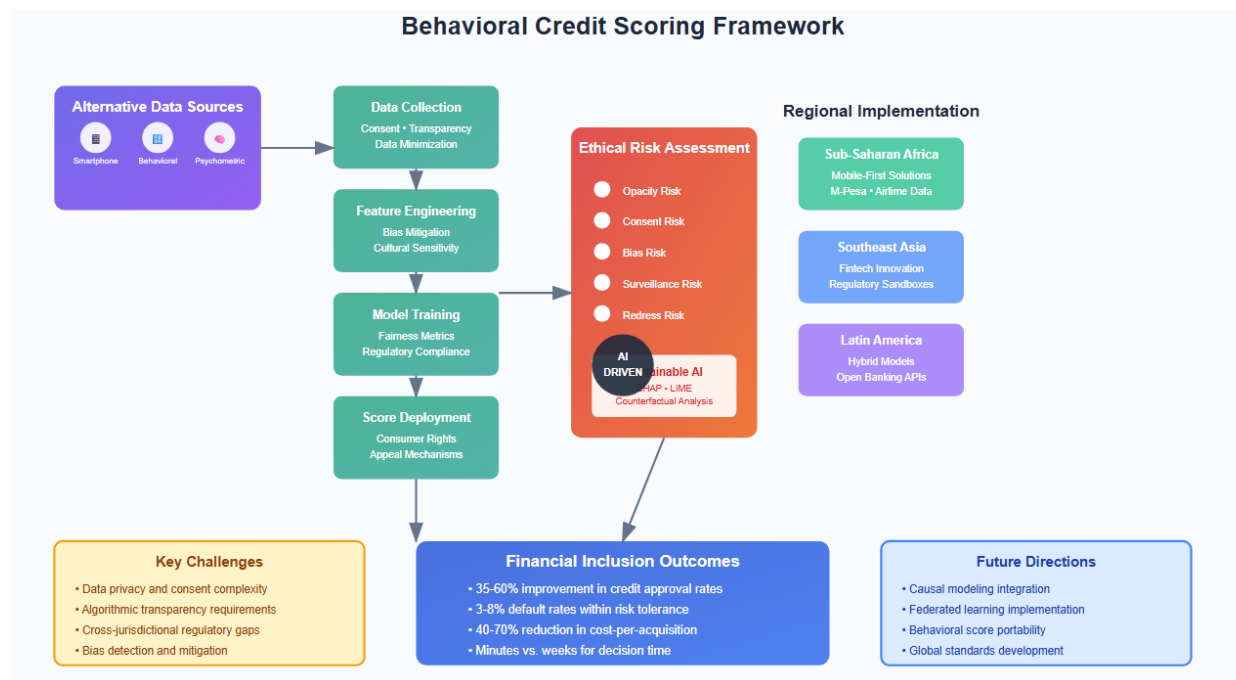 Behavioral Credit Scoring Framework
Alternative Data Sources
Smartphone
Behavioral
Psychometric
Data Collection
Consent • Transparency
Data Minimization
Feature Engineering
Bias Mitigation
Cultural Sensitivity
Model Training
Fairness Metrics
Regulatory Compliance
Score Deployment
Consumer Rights
Appeal Mechanisms
Ethical Risk Assessment
Opacity Risk
Consent Risk
Bias Risk
Surveillance Risk
Redress Risk
AI
DRIVEN
AI
• LIME
Counterfactual Analysis
Regional Implementation
Sub-Saharan Africa
Mobile-First Solutions
M-Pesa • Airtime Data
Southeast Asia
Fintech Innovation
Regulatory Sandboxes
Latin America
Hybrid Models
Open Banking APIs
Key Challenges
• Data privacy and consent complexity
• Algorithmic transparency requirements
• Cross-jurisdictional regulatory gaps
• Bias detection and mitigation
Financial Inclusion Outcomes
• 35-60% improvement in credit approval rates
• 3-8% default rates within risk tolerance
• 40-70% reduction in cost-per-acquisition
• Minutes vs. weeks for decision time
Future Directions
• Causal modeling integration
• Federated learning implementation
• Behavioral score portability
• Global standards development